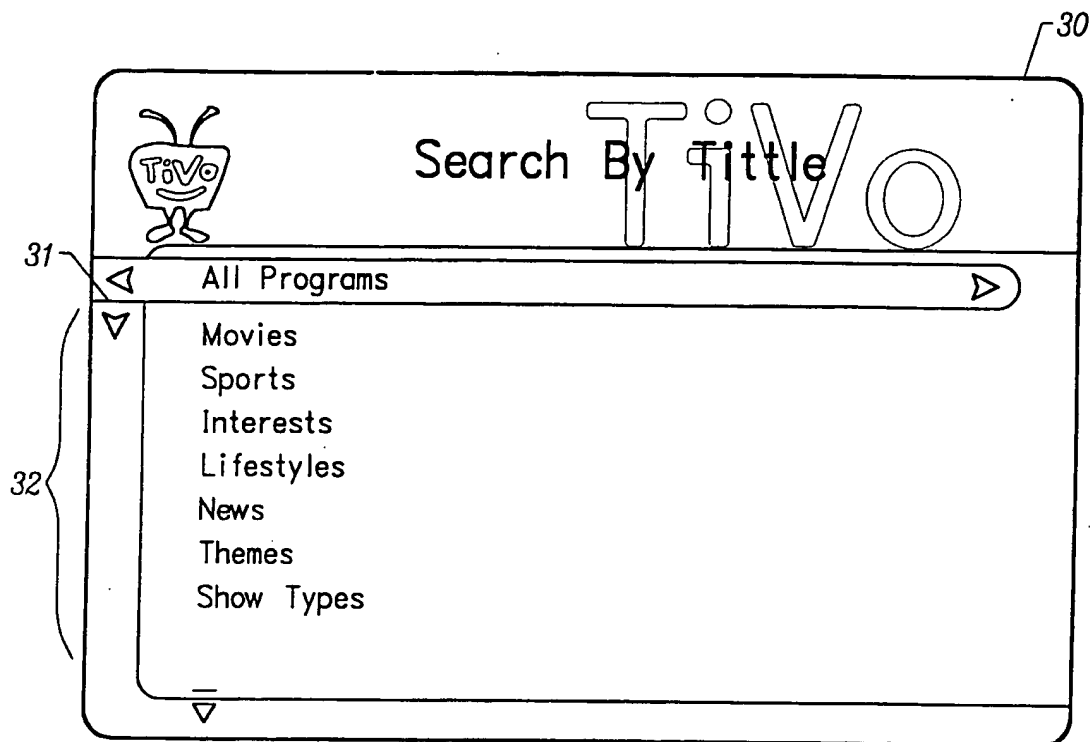 30
TiVo
TiVo
Search By Tittle
31
All Programs
Movies
Sports
Interests
Lifestyles
32
News
Themes
Show Types